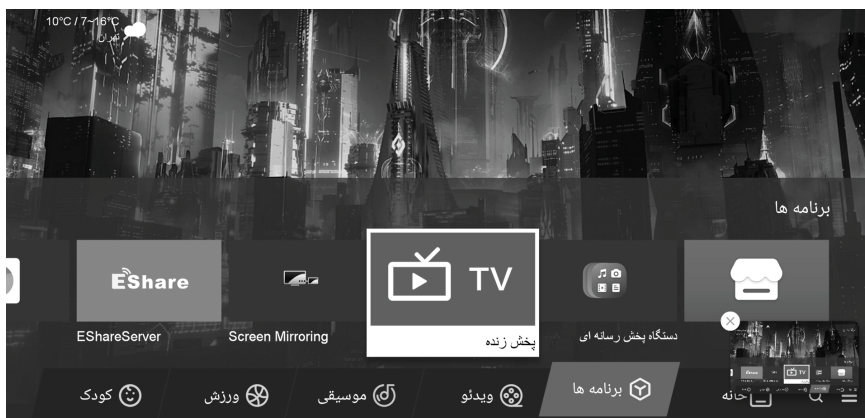 10°C / 7~16°C
تهران
برنامه ها
TV
EShare
پخش زنده
دستگاه پخش رسانه ای
Screen Mirroring
EShareServer
خانه
برنامه ها
ویدئو
موسیقی
ورزش
کودک